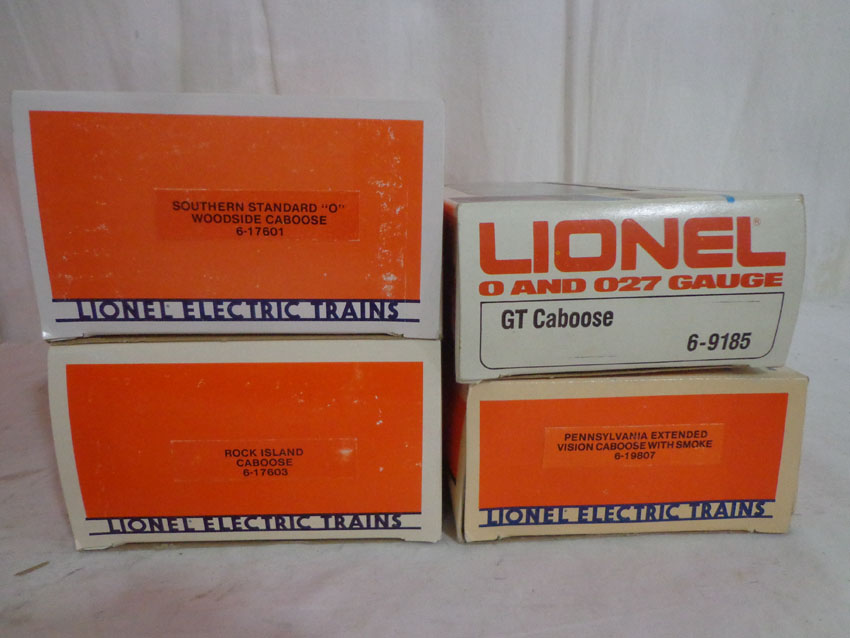 SOUTHERN STANDARD "O"
WOODSIDE CABOOSE
6-17601
LIONEL ELECTRIC TRAINS
LIONEL®
O AND O27 GAUGE
GT Caboose
6-9185
ROCK ISLAND
CABOOSE
6-17603
LIONEL ELECTRIC TRAINS
PENNSYLVANIA EXTENDED
VISION CABOOSE WITH SMOKE
6-19807
LIONEL ELECTRIC TRAINS